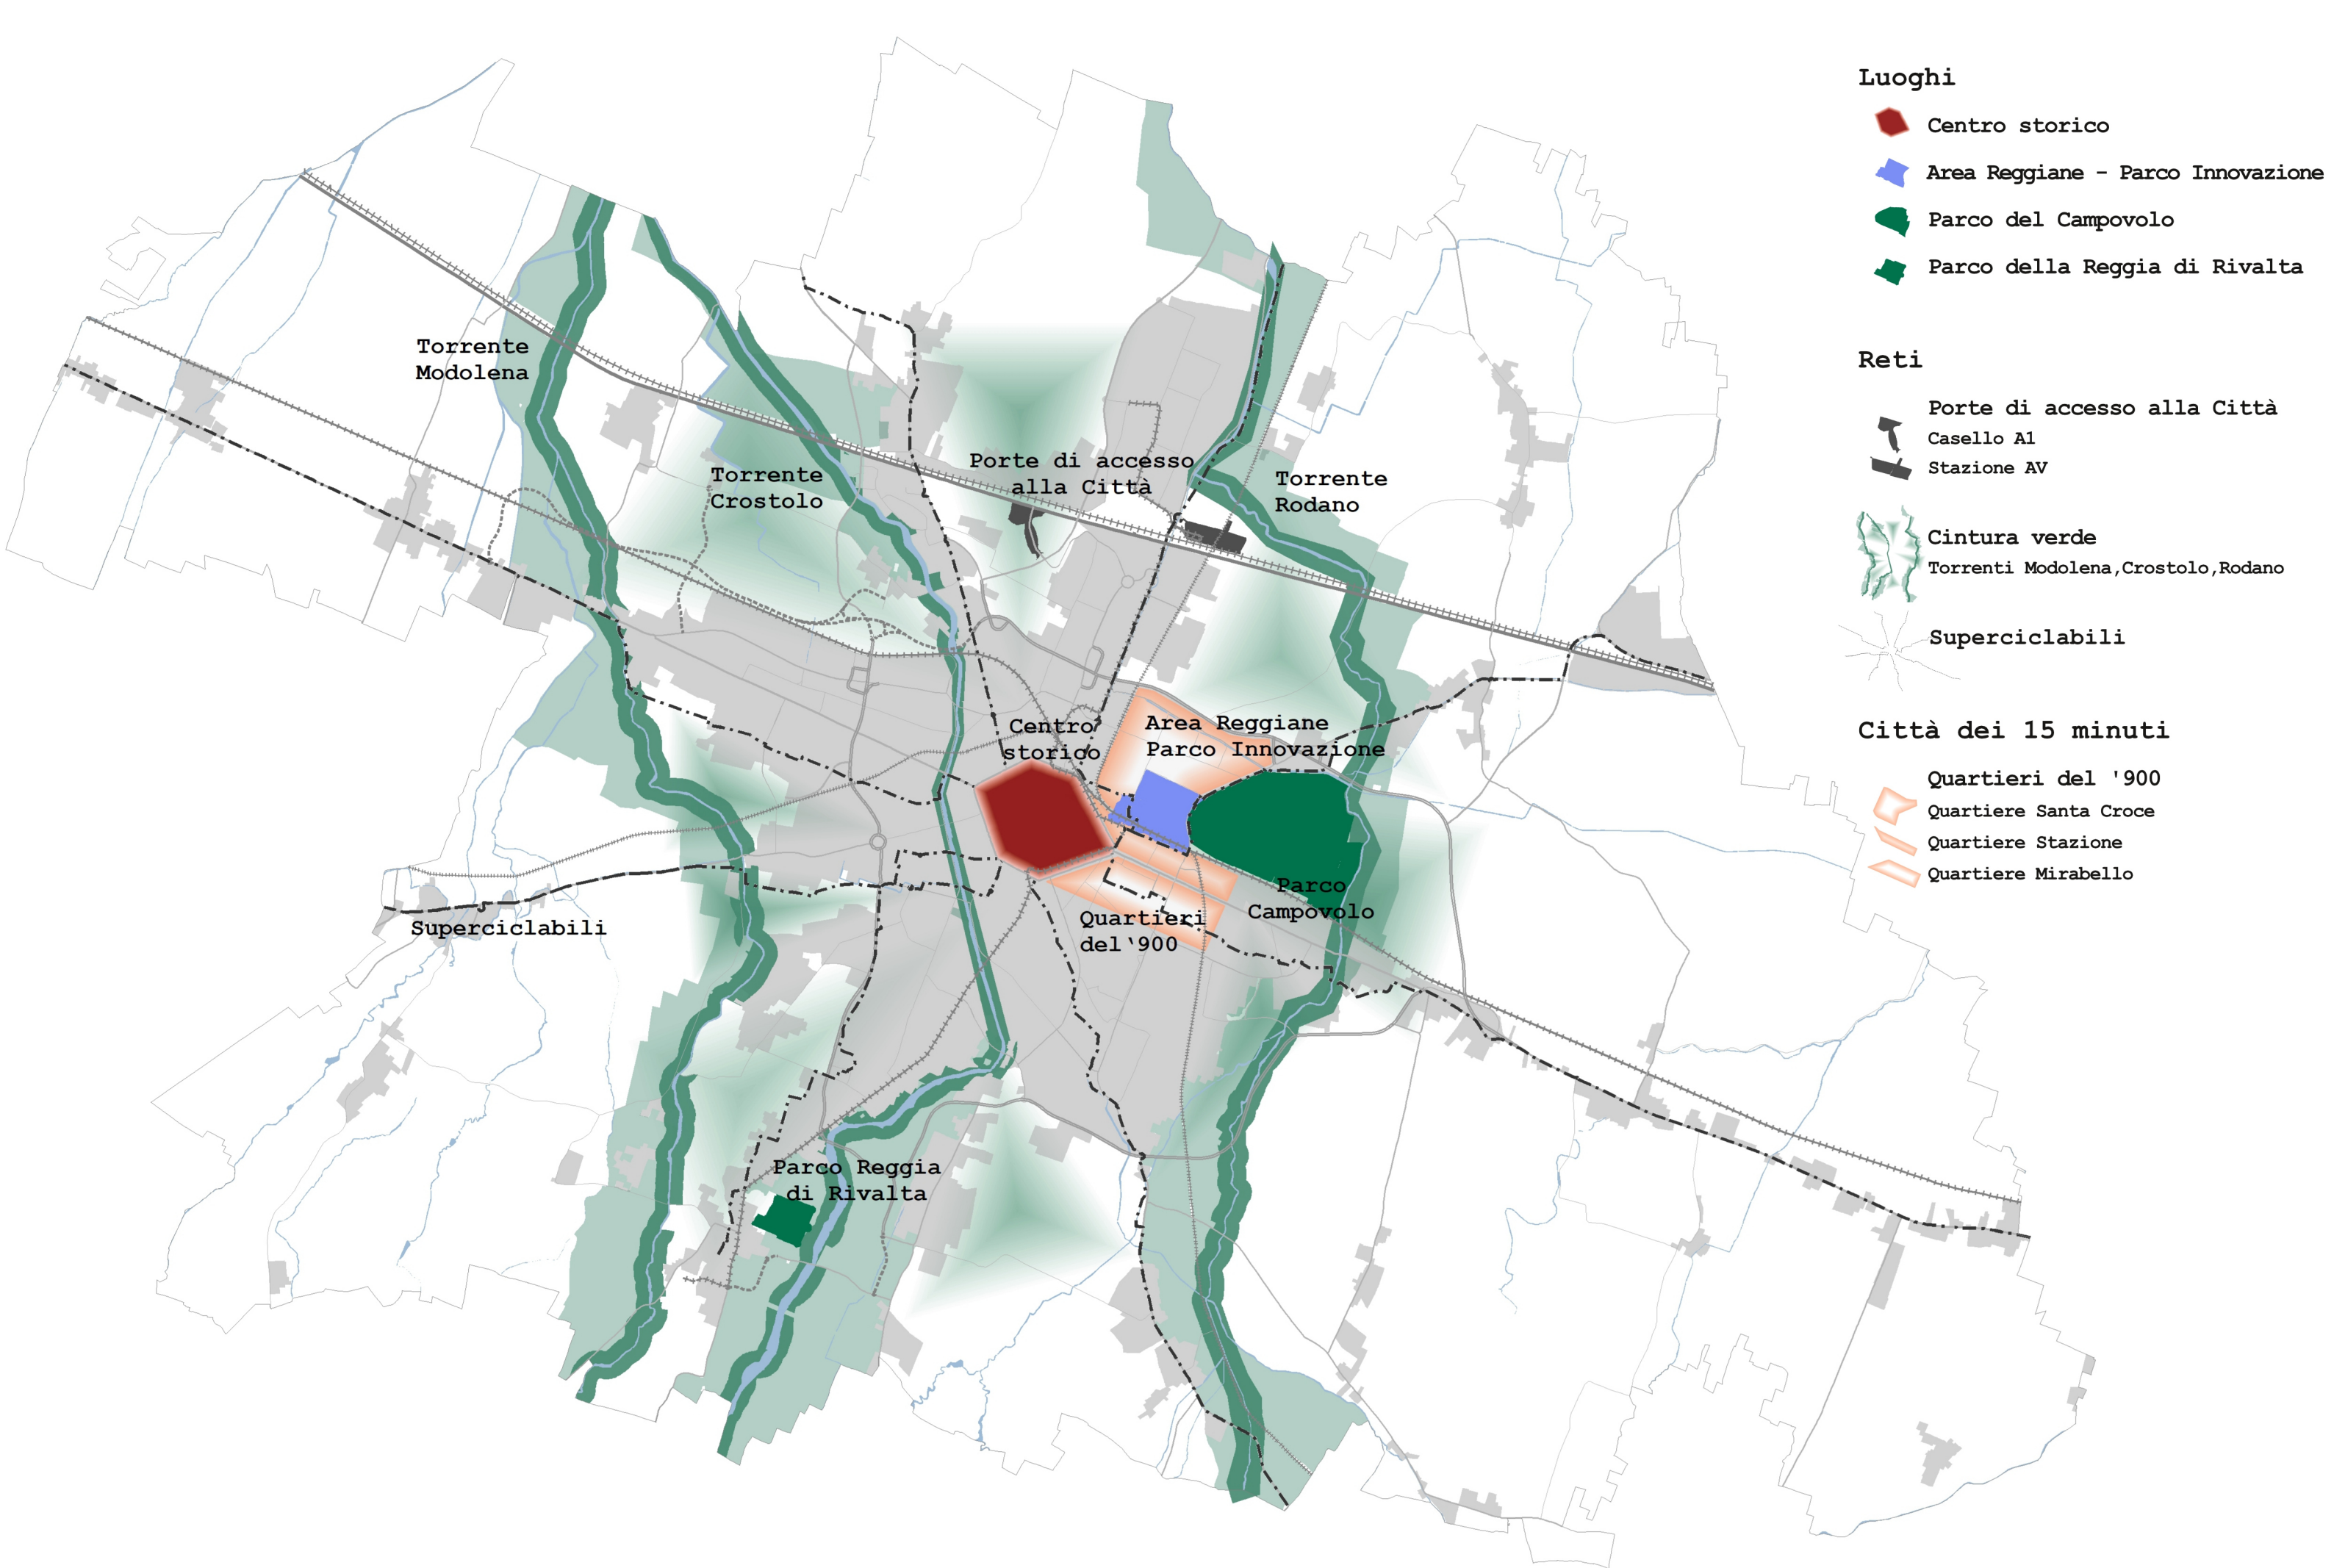 Luoghi
Centro storico
Area Reggiane - Parco Innovazione
Parco del Campovolo
Parco della Reggia di Rivalta
Reti
Porte di accesso alla Città
Casello A1
Stazione AV
Cintura verde
Torrenti Modolena,Crostolo,Rodano
Superciclabili
Città dei 15 minuti
Quartieri del '900
Quartiere Santa Croce
Quartiere Stazione
Quartiere Mirabello
Torrente
Modolena
Torrente
Crostolo
Porte di accesso
alla Città
Torrente
Rodano
Centro
storico
Area Reggiane
Parco Innovazione
Parco
Campovolo
Quartieri
del‘900
Superciclabili
Parco Reggia
di Rivalta